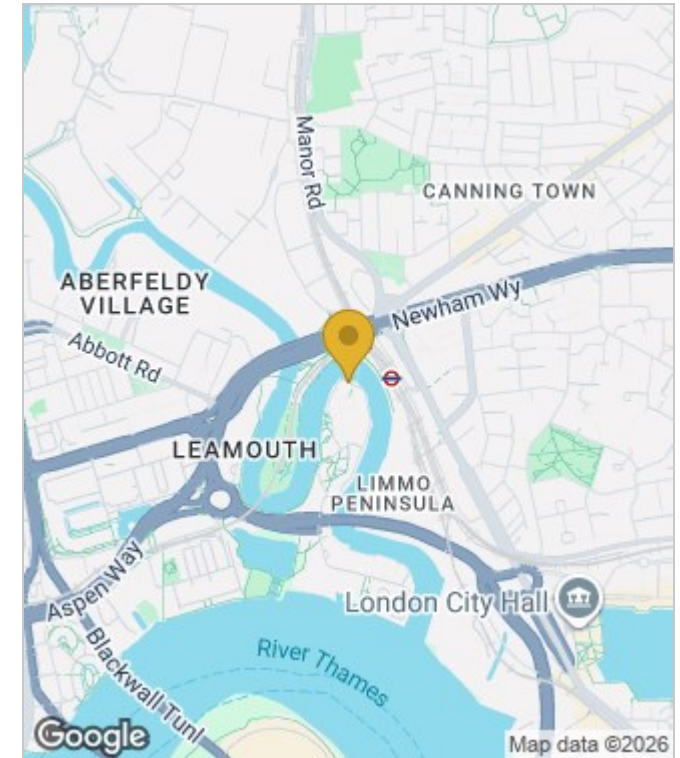 Manor Rd
CANNING TOWN
ABERFELDY
VILLAGE
Newham Wy
Abbott Rd
LEAMOUTH
LIMMO
PENINSULA
Aspen Way
London City Hall
Blackwall Tunl
River Thames
Google
Map data ©2026